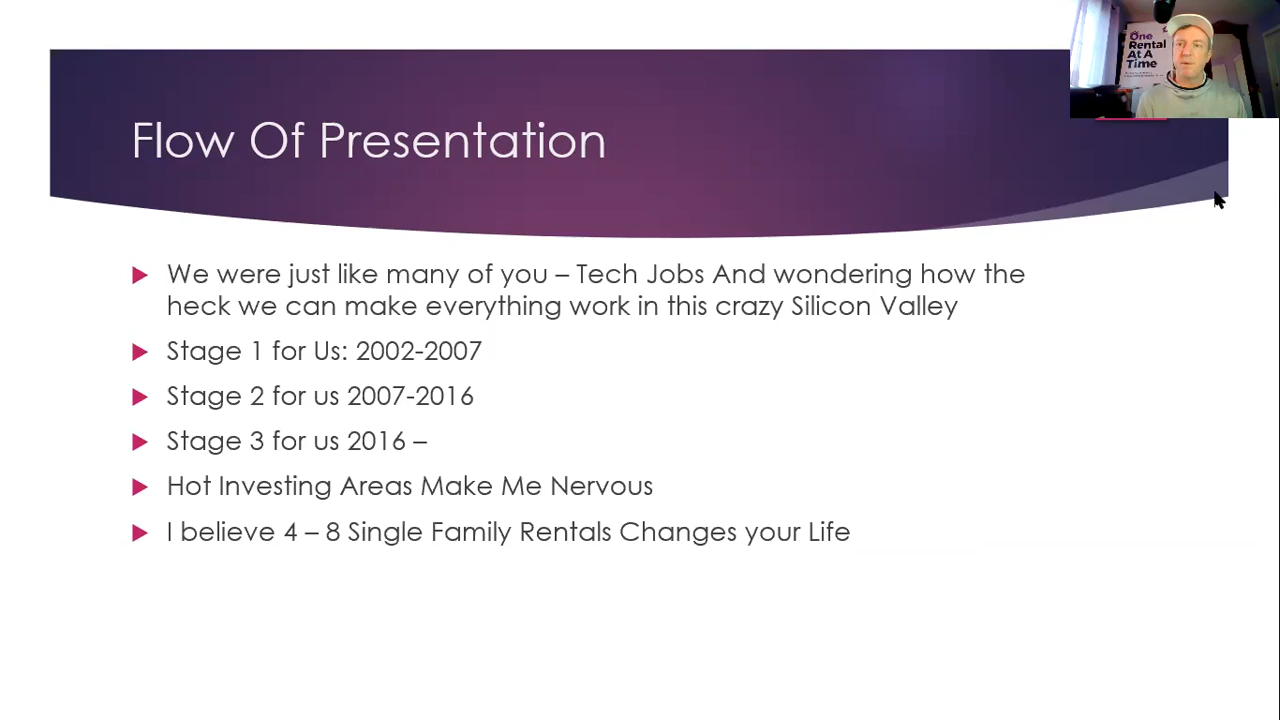 Flow Of Presentation
One
Rental
At A
Time
We were just like many of you – Tech Jobs And wondering how the
heck we can make everything work in this crazy Silicon Valley
Stage 1 for Us: 2002-2007
Stage 2 for us 2007-2016
Stage 3 for us 2016 –
Hot Investing Areas Make Me Nervous
I believe 4 – 8 Single Family Rentals Changes your Life